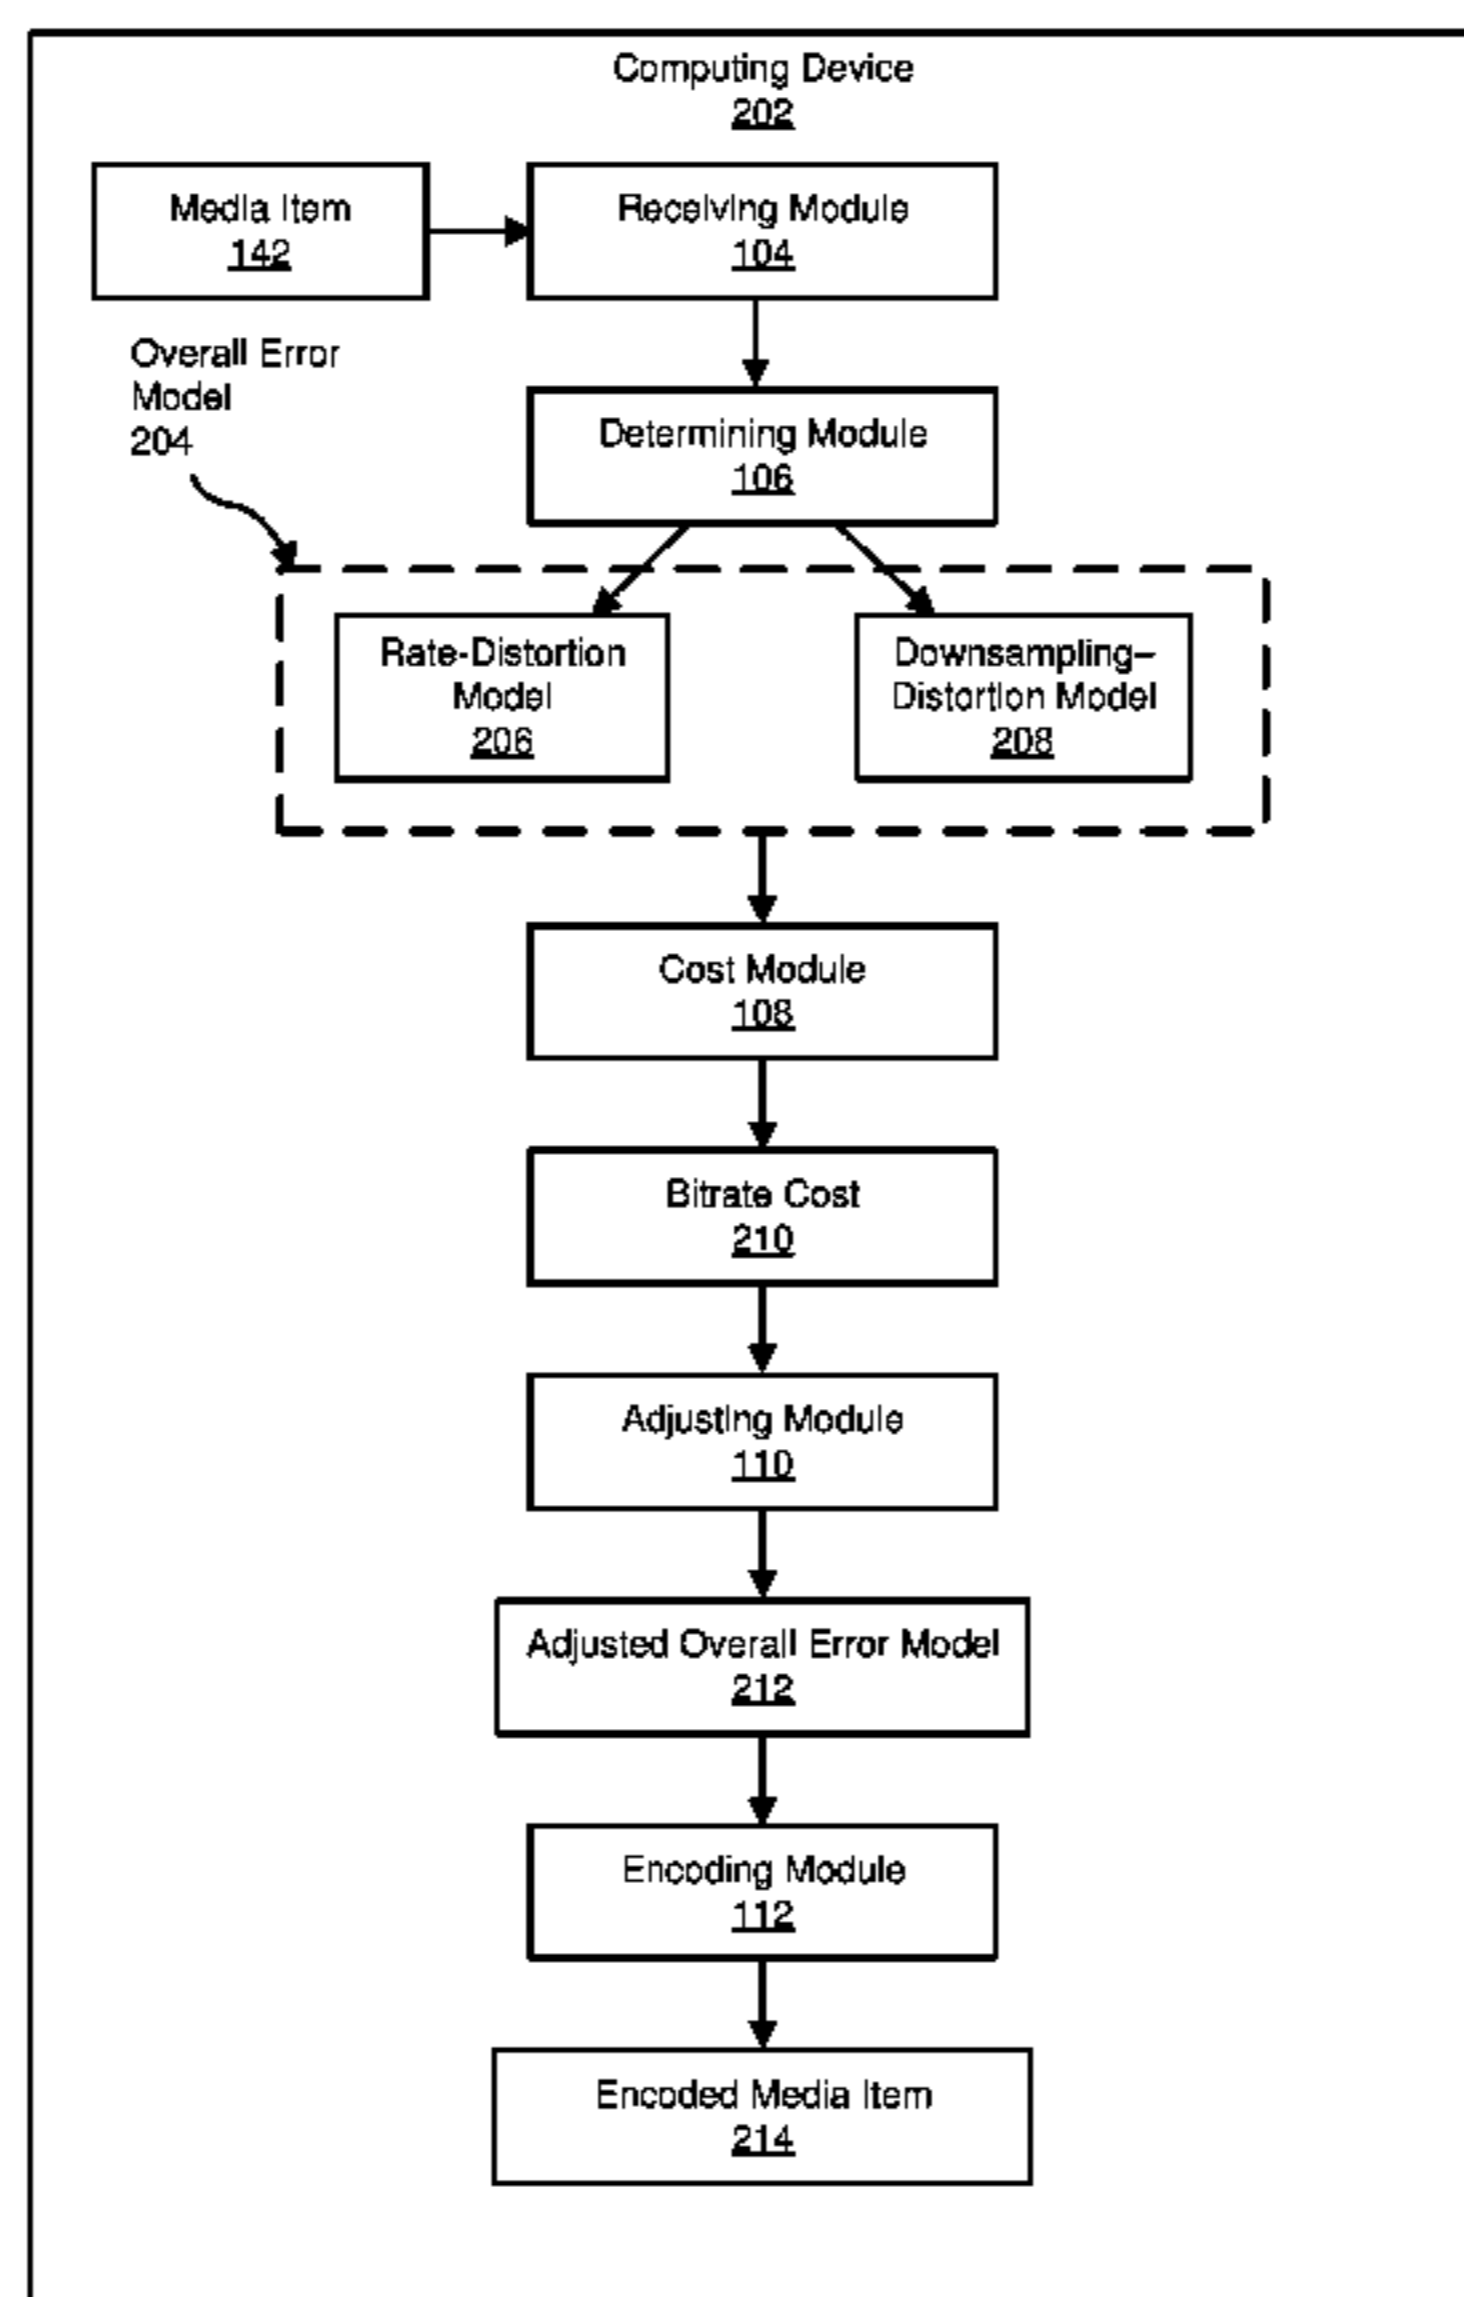 Computing Device
202
Media Item
142
Receiving Module
104
Overall Error
Model
204
Determining Module
106
Rate-Distortion
Model
206
Downsampling–
Distortion Model
208
Cost Module
108
Bitrate Cost
210
Adjusting Module
110
Adjusted Overall Error Model
212
Encoding Module
112
Encoded Media Item
214